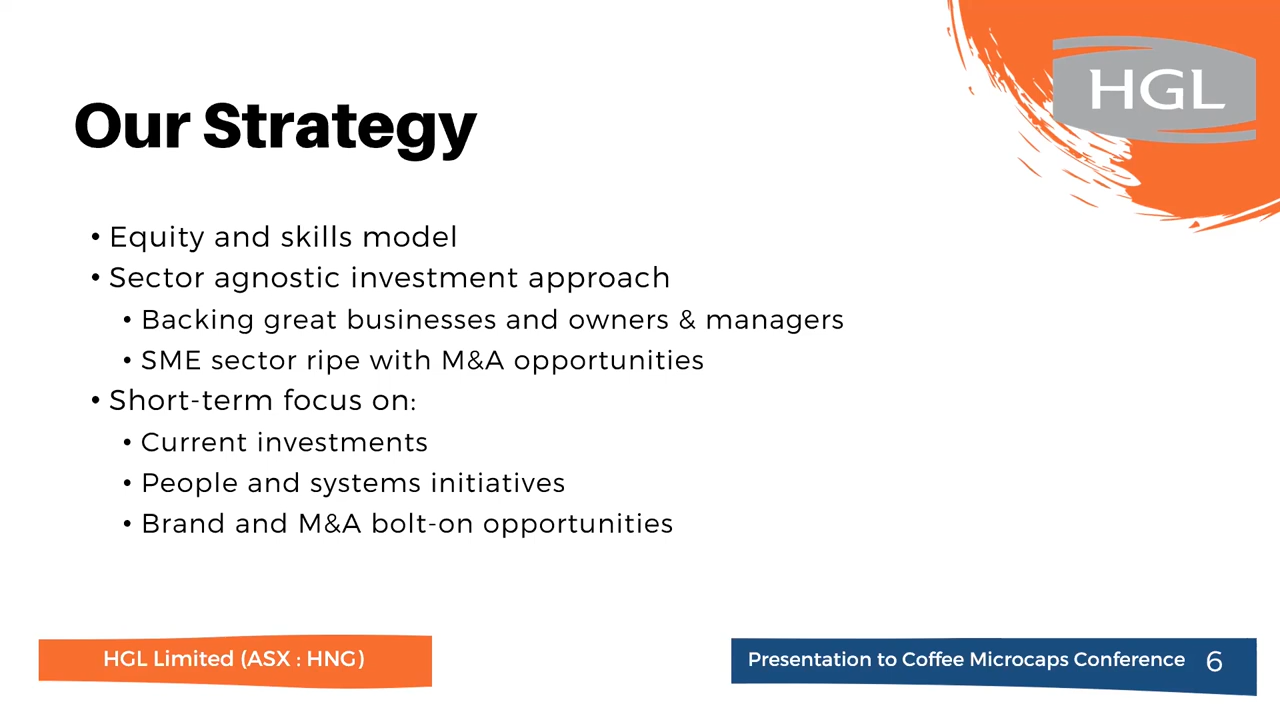 HGL
Our Strategy
• Equity and skills model
• Sector agnostic investment approach
• Backing great businesses and owners & managers
• SME sector ripe with M&A opportunities
• Short-term focus on:
• Current investments
• People and systems initiatives
• Brand and M&A bolt-on opportunities
HGL Limited (ASX : HNG)
Presentation to Coffee Microcaps Conference 6